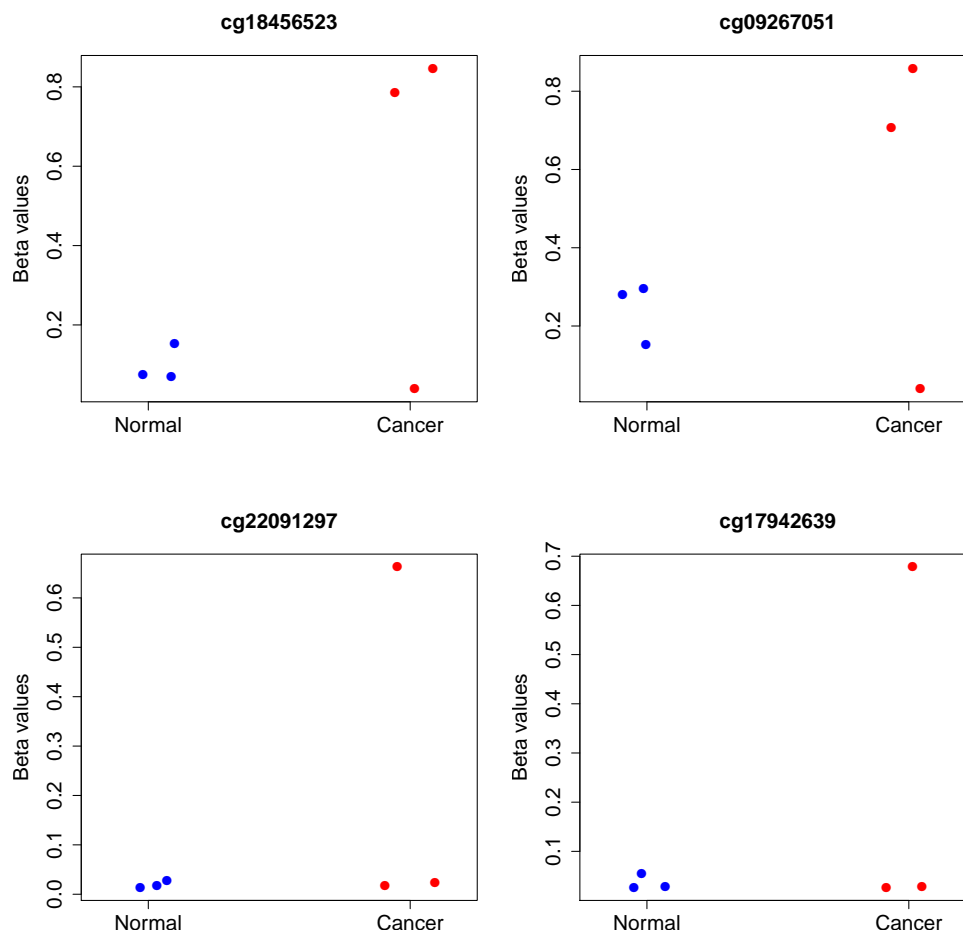 cg18456523
Beta values
0.8
0.6
0.4
0.2
Normal Cancer
cg09267051
Beta values
0.8
0.6
0.4
0.2
Normal Cancer
cg22091297
Beta values
0.6
0.5
0.4
0.3
0.2
0.1
0.0
Normal Cancer
cg17942639
Beta values
0.7
0.6
0.5
0.4
0.3
0.2
0.1
Normal Cancer